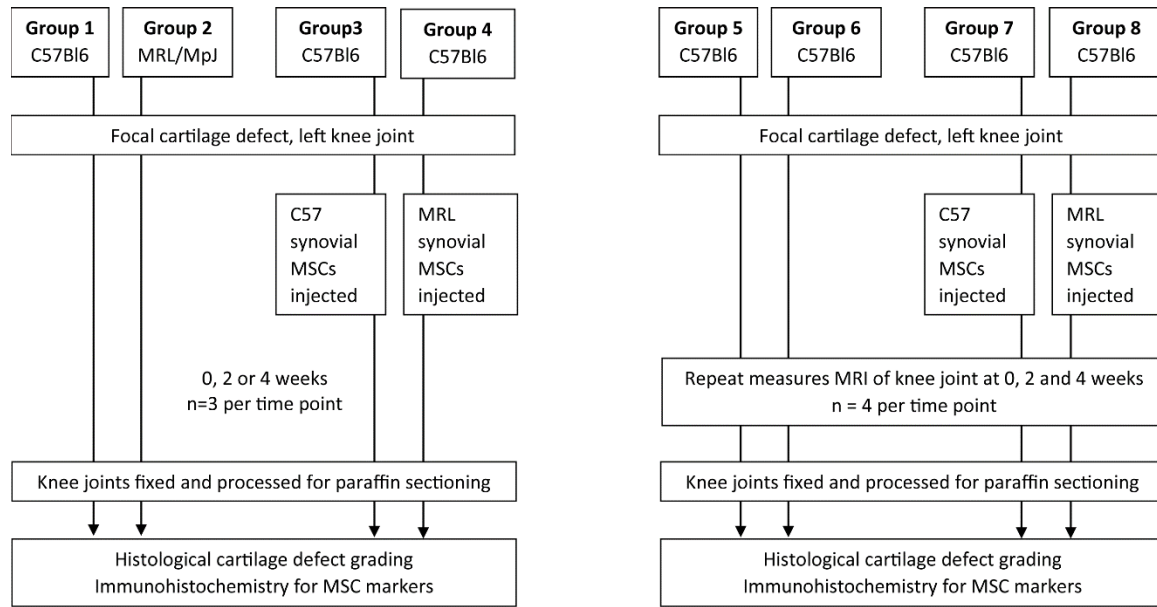 Group 1
C57Bl6
Group 2
MRL/MpJ
Group3
C57Bl6
Group 4
C57Bl6
Focal cartilage defect, left knee joint
C57
synovial
MSCs
injected
MRL
synovial
MSCs
injected
0, 2 or 4 weeks
n=3 per time point
Knee joints fixed and processed for paraffin sectioning
Histological cartilage defect grading
Immunohistochemistry for MSC markers
Group 5
C57Bl6
Group 6
C57Bl6
Group 7
C57Bl6
Group 8
C57Bl6
Focal cartilage defect, left knee joint
C57
synovial
MSCs
injected
MRL
synovial
MSCs
injected
Repeat measures MRI of knee joint at 0, 2 and 4 weeks
n = 4 per time point
Knee joints fixed and processed for paraffin sectioning
Histological cartilage defect grading
Immunohistochemistry for MSC markers